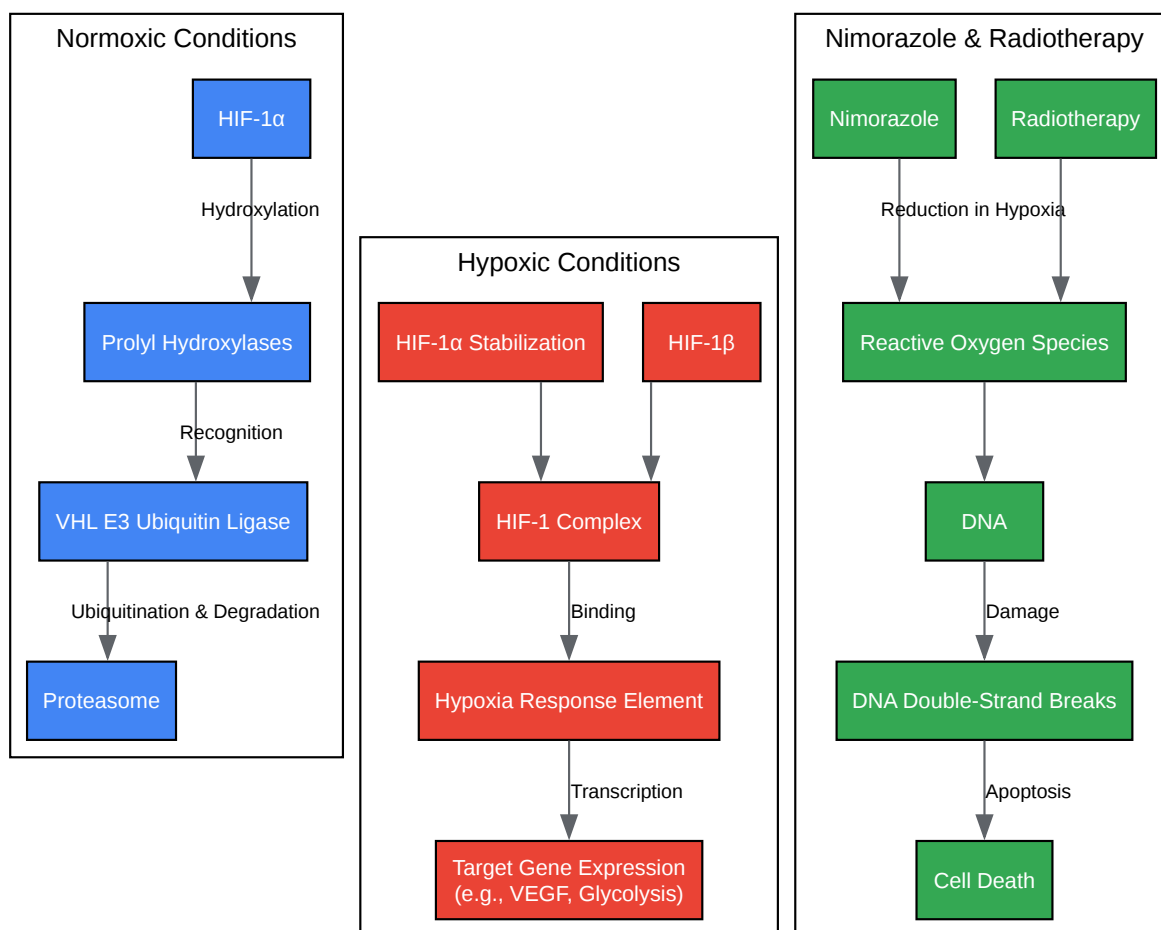 Normoxic Conditions
HIF-1α
Hydroxylation
Prolyl Hydroxylases
Recognition
VHL E3 Ubiquitin Ligase
Ubiquitination & Degradation
Proteasome
Hypoxic Conditions
HIF-1α Stabilization
HIF-1β
HIF-1 Complex
Binding
Hypoxia Response Element
Transcription
Target Gene Expression
(e.g., VEGF, Glycolysis)
Nimorazole & Radiotherapy
Nimorazole
Radiotherapy
Reduction in Hypoxia
Reactive Oxygen Species
DNA
Damage
DNA Double-Strand Breaks
Apoptosis
Cell Death